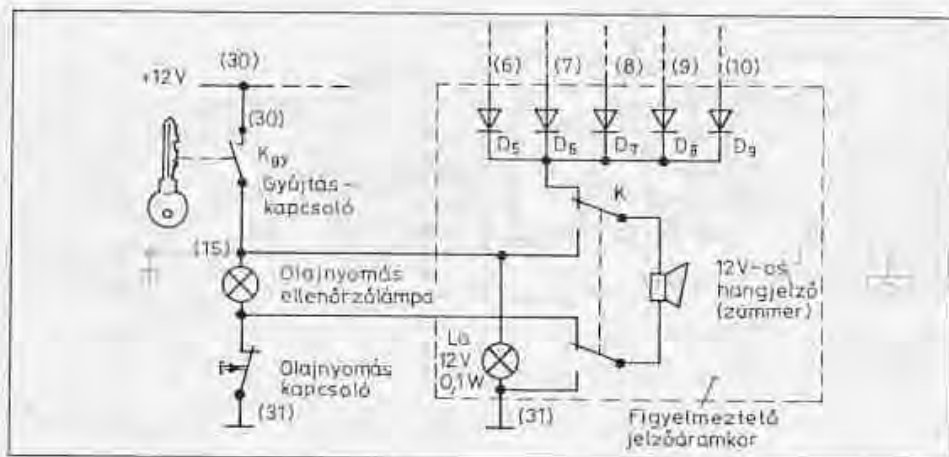 (30)
+12V
(30)
Kgy
Gyújtás -
kapcsoló
(15)
Olajnyomás
ellenőrzőlámpa
Olajnyomás
kapcsoló
(31)
(6) (7) (8) (9) (10)
D5 D6 D7 D8 D9
K
12V-os
hangjelző
(zümmer)
La
12V
0,1W
(31)
Figyelmeztető
jelzőáramkör